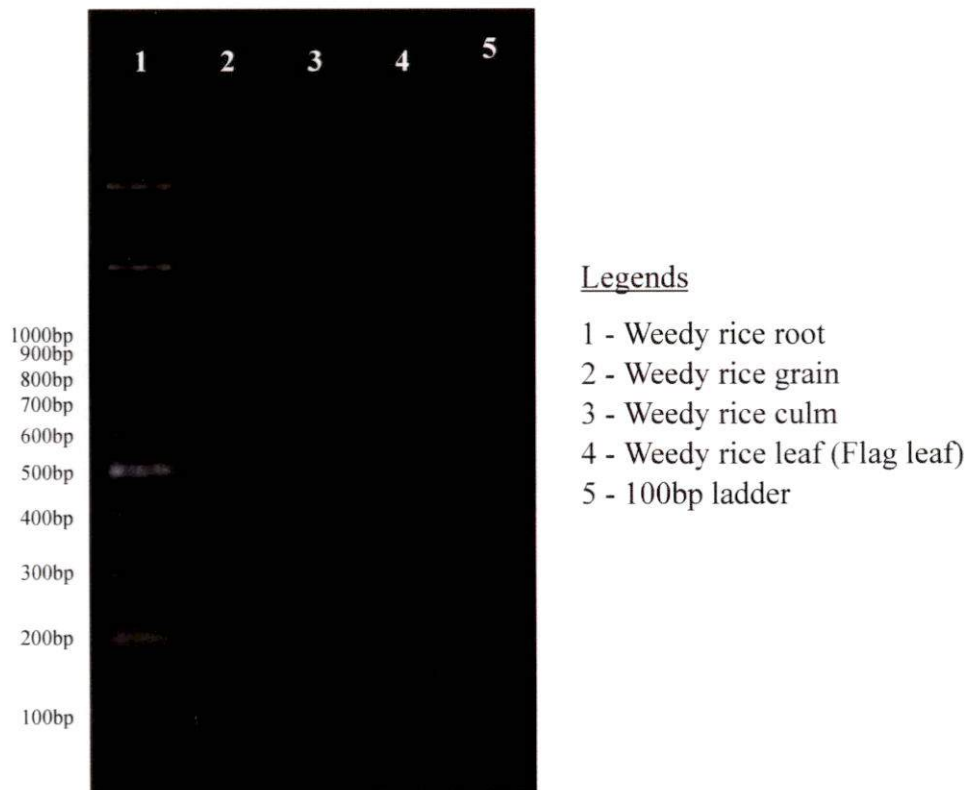 1 2 3 4 5
1000bp
900bp
800bp
700bp
600bp
500bp
400bp
300bp
200bp
100bp
Legends
1 - Weedy rice root
2 - Weedy rice grain
3 - Weedy rice culm
4 - Weedy rice leaf (Flag leaf)
5 - 100bp ladder